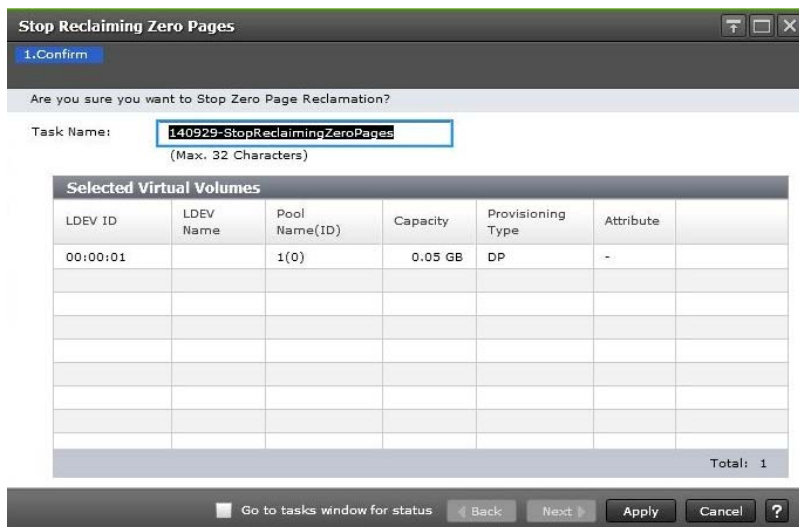 Stop Reclaiming Zero Pages
1.Confirm
Are you sure you want to Stop Zero Page Reclamation?
Task Name: 140929-StopReclaimingZeroPages
(Max. 32 Characters)
Selected Virtual Volumes
LDEV ID LDEV Name Pool Name(ID) Capacity Provisioning Type Attribute
00:00:01 1(0) 0.05 GB DP -
Total: 1
Go to tasks window for status Back Next Apply Cancel ?